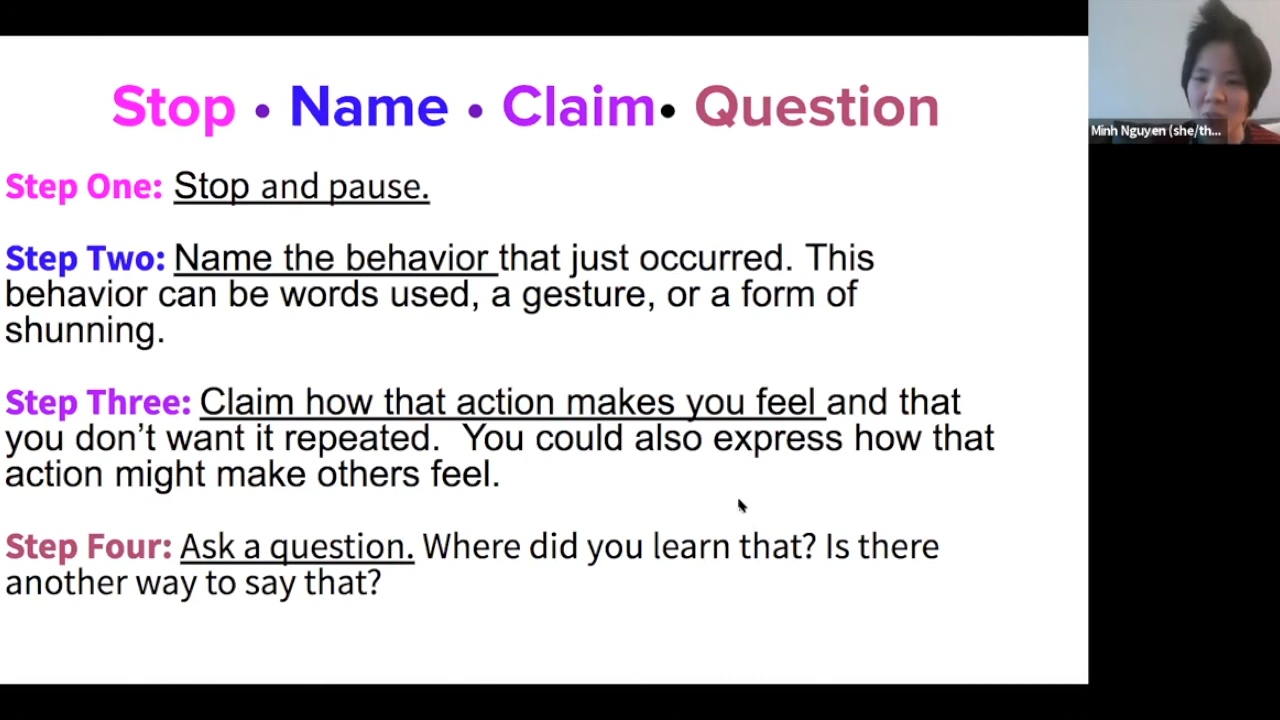 Stop • Name • Claim• Question
Step One: Stop and pause.
Step Two: Name the behavior that just occurred. This
behavior can be words used, a gesture, or a form of
shunning.
Step Three: Claim how that action makes you feel and that
you don’t want it repeated.  You could also express how that
action might make others feel.
Step Four: Ask a question. Where did you learn that? Is there
another way to say that?
Minh Nguyen (she/th...